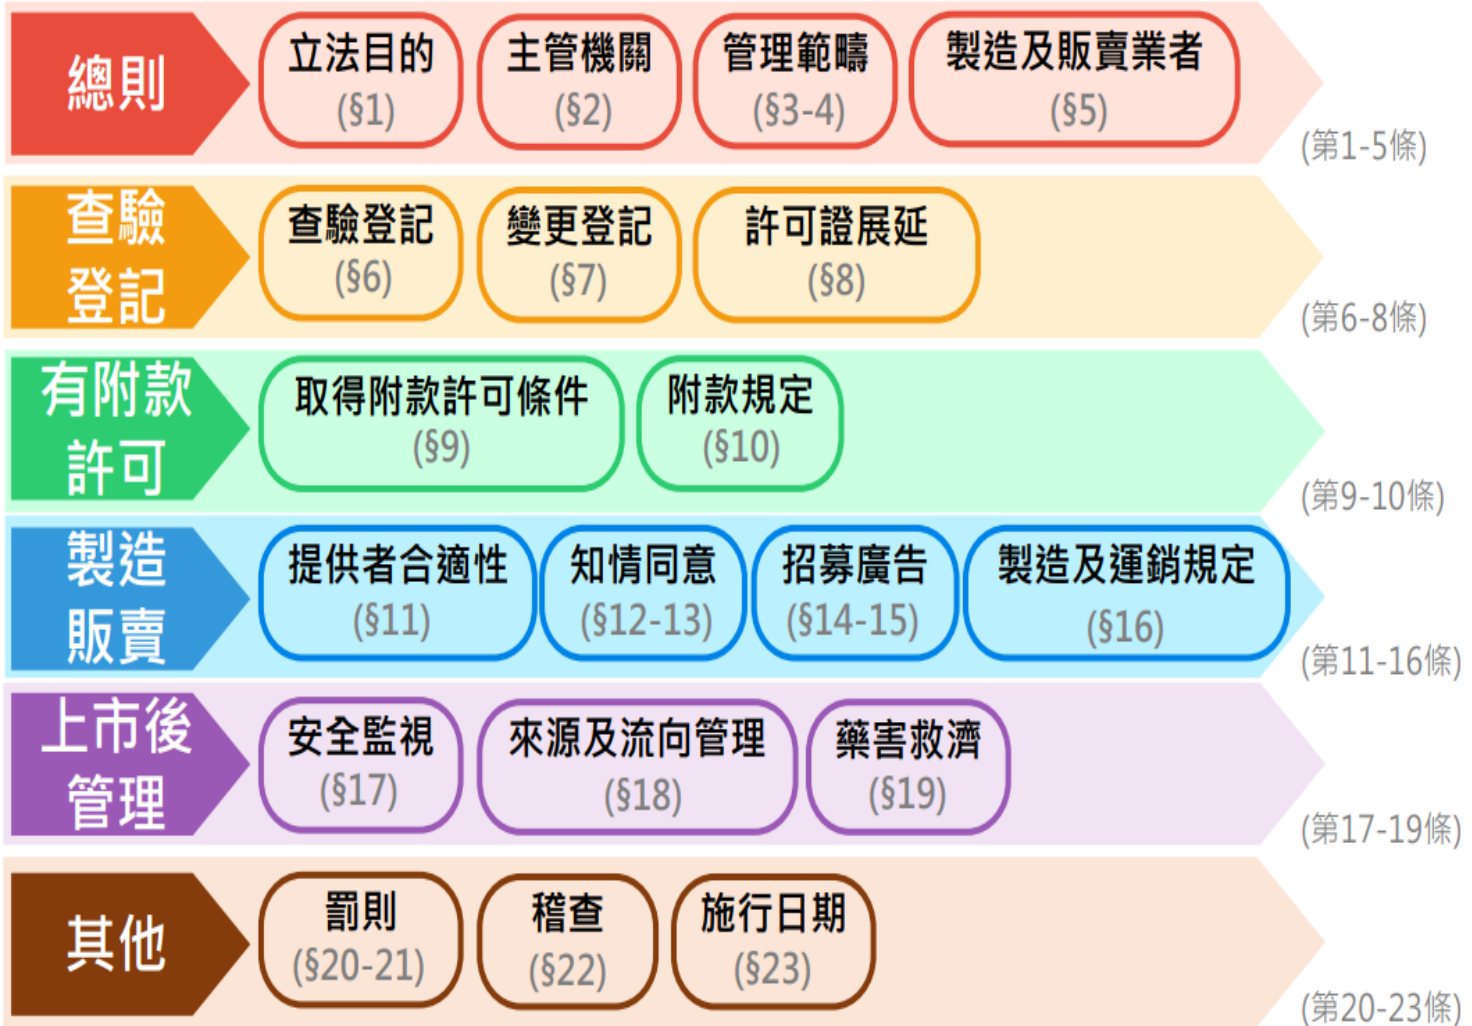 總則
立法目的
(§1)
主管機關
(§2)
管理範疇
(§3-4)
製造及販賣業者
(§5)
(第1-5條)
查驗
登記
查驗登記
(§6)
變更登記
(§7)
許可證展延
(§8)
(第6-8條)
有附款
許可
取得附款許可條件
(§9)
附款規定
(§10)
(第9-10條)
製造
販賣
提供者合適性
(§11)
知情同意
(§12-13)
招募廣告
(§14-15)
製造及運銷規定
(§16)
(第11-16條)
上市後
管理
安全監視
(§17)
來源及流向管理
(§18)
藥害救濟
(§19)
(第17-19條)
其他
罰則
(§20-21)
稽查
(§22)
施行日期
(§23)
(第20-23條)